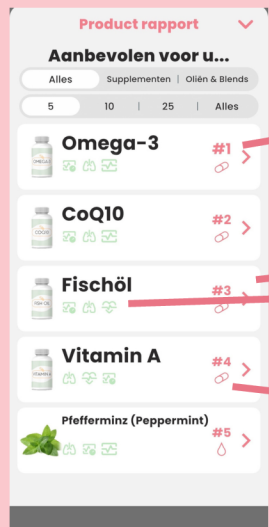 Product rapport
Aanbevolen voor u...
Alles Supplementen | Oliën & Blends
5 10 | 25 | Alles
Omega-3
#1
CoQ10
#2
Fischöl
#3
Vitamin A
#4
Pfefferminz (Peppermint)
#5